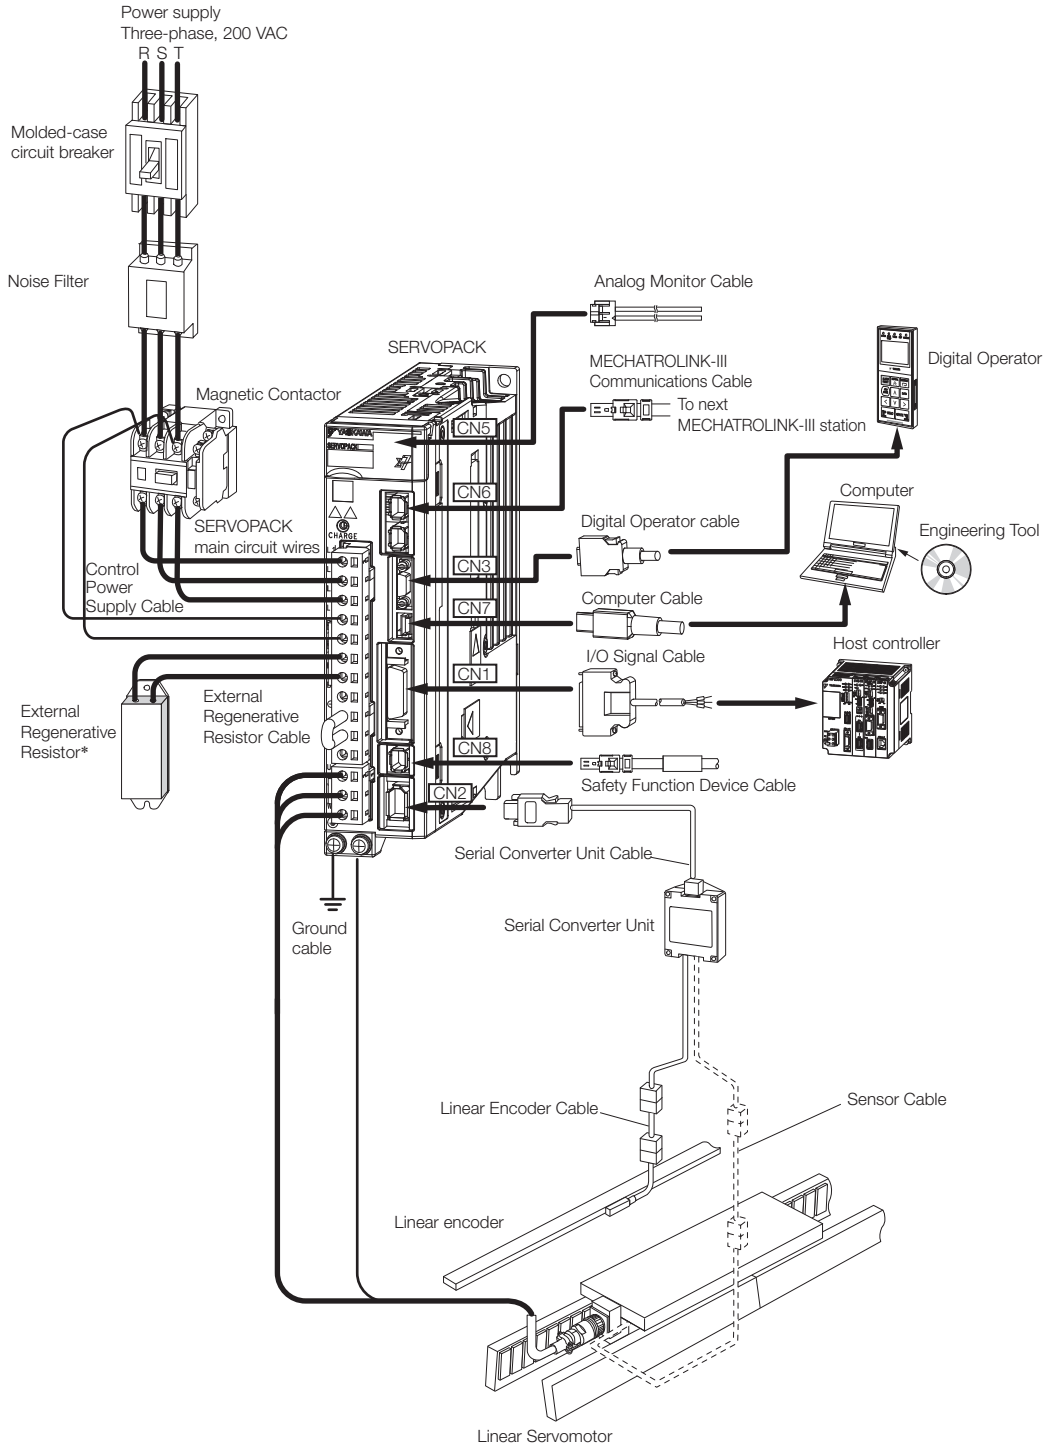 Power supply
Three-phase, 200 VAC
R S T
Molded-case
circuit breaker
Noise Filter
Magnetic Contactor
SERVOPACK
main circuit wires
Control
Power
Supply Cable
External
Regenerative
Resistor*
External
Regenerative
Resistor Cable
Ground
cable
SERVOPACK
YASKAWA
SERVOPACK
CHARGE
CN5
CN6
CN3
CN7
CN1
CN8
CN2
Analog Monitor Cable
MECHATROLINK-III
Communications Cable
To next
MECHATROLINK-III station
Digital Operator
Digital Operator cable
Computer
Engineering Tool
Computer Cable
I/O Signal Cable
Host controller
Safety Function Device Cable
Serial Converter Unit Cable
Serial Converter Unit
Linear Encoder Cable
Sensor Cable
Linear encoder
Linear Servomotor